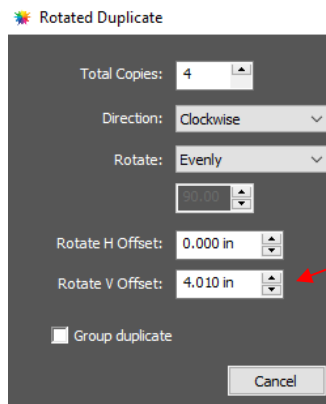 Rotated Duplicate
Total Copies: 4
Direction: Clockwise
Rotate: Evenly
90.00
Rotate H Offset: 0.000 in
Rotate V Offset: 4.010 in
Group duplicate
Cancel